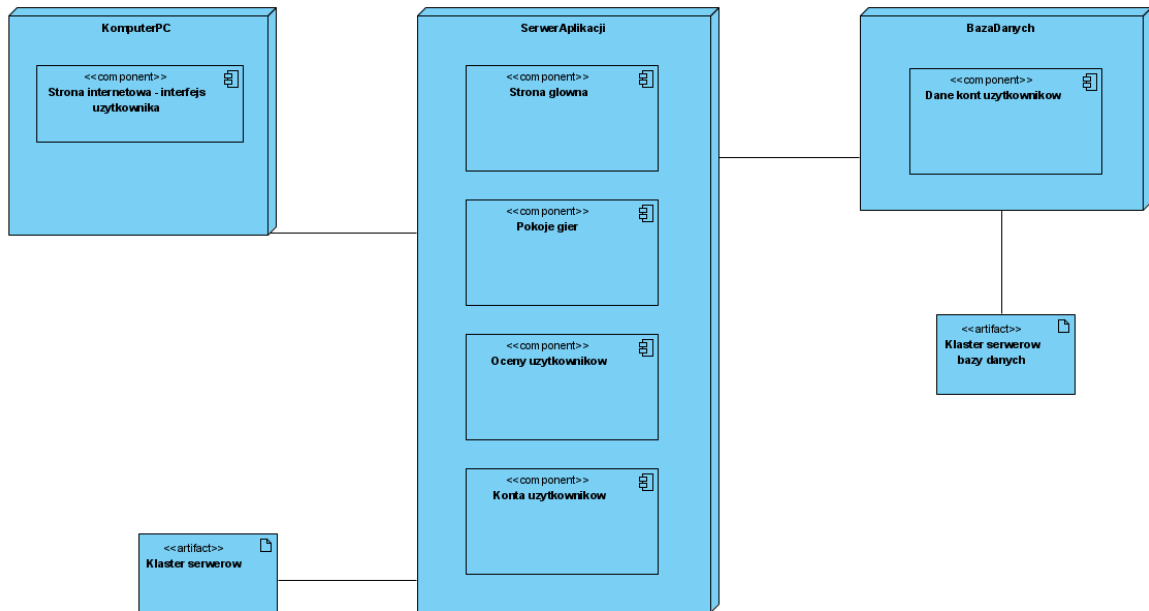 KomputerPC
<<component>>
Strona internetowa - interfejs
uzytkownika
SerwerAplikacji
<<component>>
Strona glowna
<<component>>
Pokoje gier
<<component>>
Oceny uzytkownikow
<<component>>
Konta uzytkownikow
BazaDanych
<<component>>
Dane kont uzytkownikow
<<artifact>>
Klaster serwerow
bazy danych
<<artifact>>
Klaster serwerow